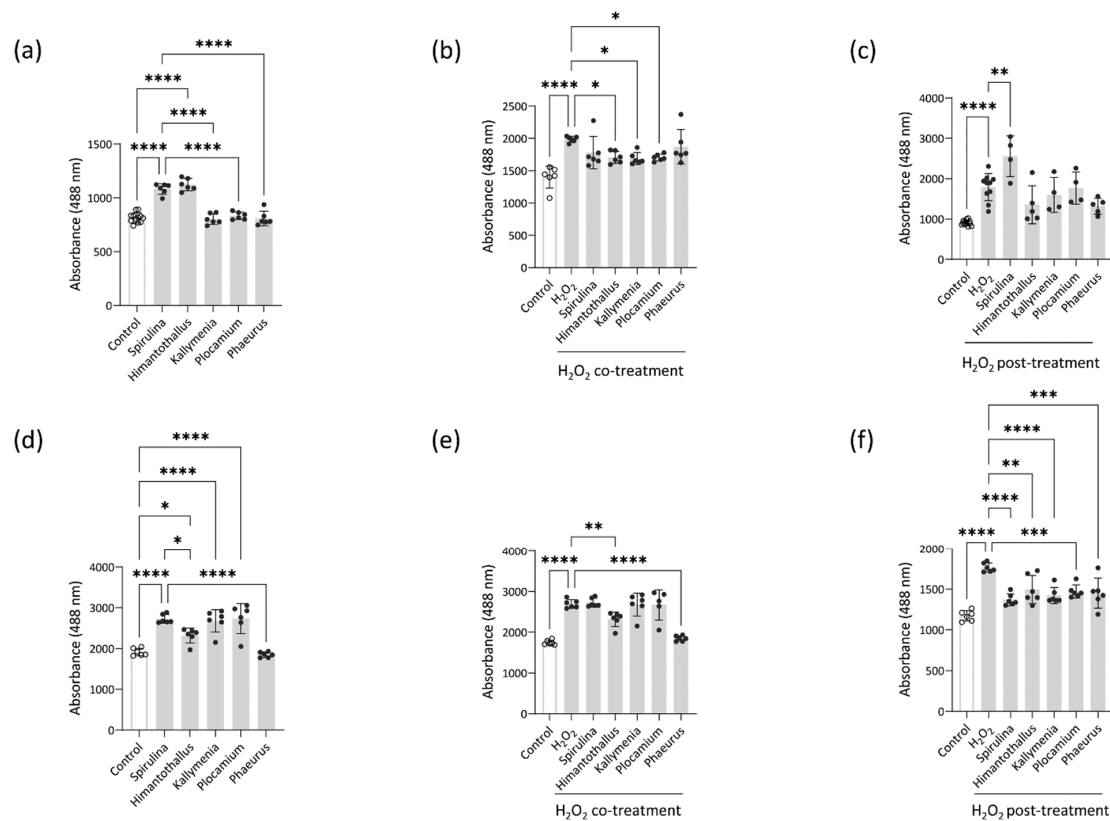 (a)
****
****
****
****
****
Absorbance (488 nm)
1500
1000
500
0
Control
Spirulina
Himantothallus
Kallymenia
Plocamium
Phaeurus
(b)
*
*
****
*
Absorbance (488 nm)
2500
2000
1500
1000
500
0
Control
H₂O₂
Spirulina
Himantothallus
Kallymenia
Plocamium
Phaeurus
H₂O₂ co-treatment
(c)
**
****
Absorbance (488 nm)
4000
3000
2000
1000
0
Control
H₂O₂
Spirulina
Himantothallus
Kallymenia
Plocamium
Phaeurus
H₂O₂ post-treatment
(d)
****
****
*
*
****
****
Absorbance (488 nm)
4000
3000
2000
1000
0
Control
Spirulina
Himantothallus
Kallymenia
Plocamium
Phaeurus
(e)
**
****
****
Absorbance (488 nm)
4000
3000
2000
1000
0
Control
H₂O₂
Spirulina
Himantothallus
Kallymenia
Plocamium
Phaeurus
H₂O₂ co-treatment
(f)
***
****
**
****
****
***
Absorbance (488 nm)
2000
1500
1000
500
0
Control
H₂O₂
Spirulina
Himantothallus
Kallymenia
Plocamium
Phaeurus
H₂O₂ post-treatment